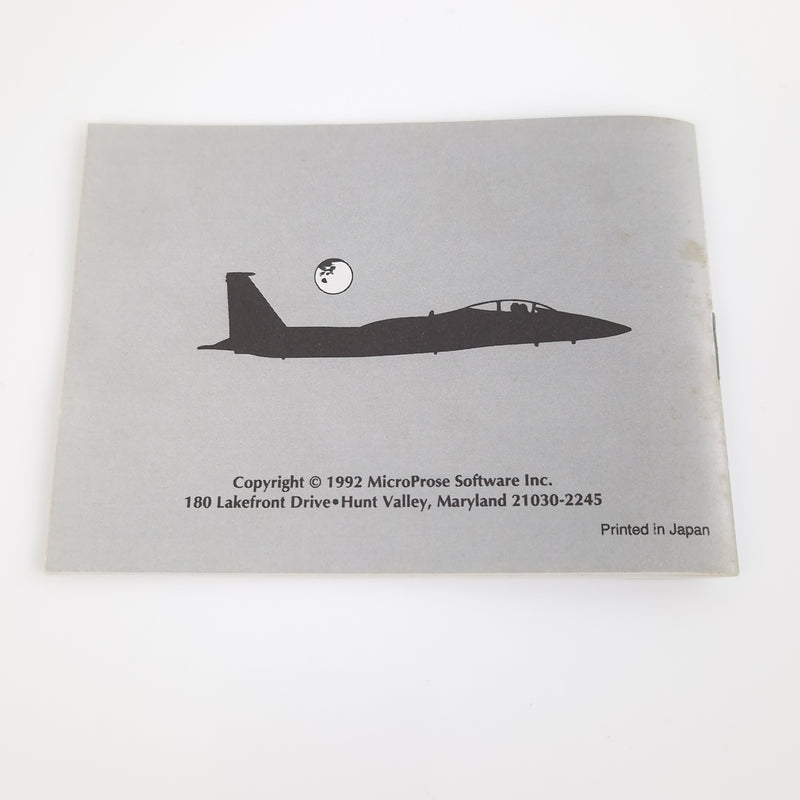 Copyright © 1992 MicroProse Software Inc.
180 Lakefront Drive•Hunt Valley, Maryland 21030-2245
Printed in Japan